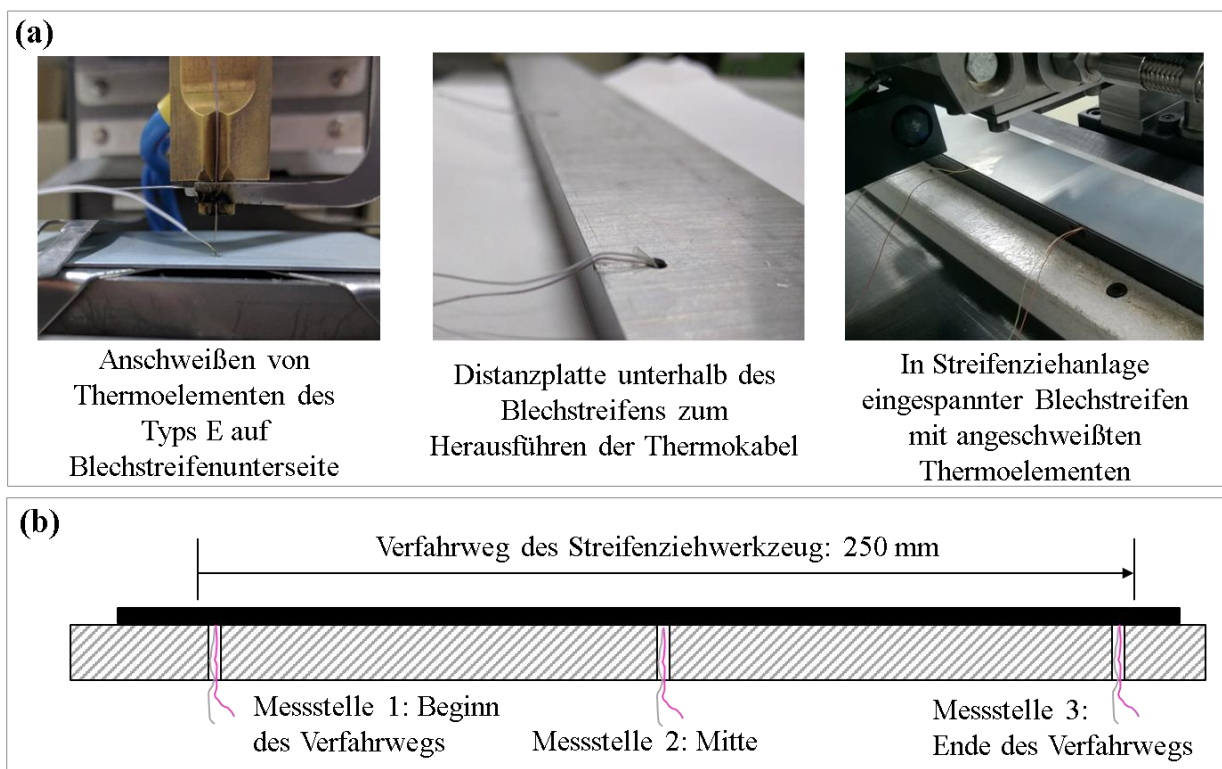 (a)
Anschweißen von
Thermoelementen des
Typs E auf
Blechstreifenunterseite
Distanzplatte unterhalb des
Blechstreifens zum
Herausführen der Thermokabel
In Streifenziehanlage
eingespannter Blechstreifen
mit angeschweißten
Thermoelementen
(b)
Verfahrweg des Streifenziehwerkzeug: 250 mm
Messstelle 1: Beginn
des Verfahrwegs
Messstelle 2: Mitte
Messstelle 3:
Ende des Verfahrwegs